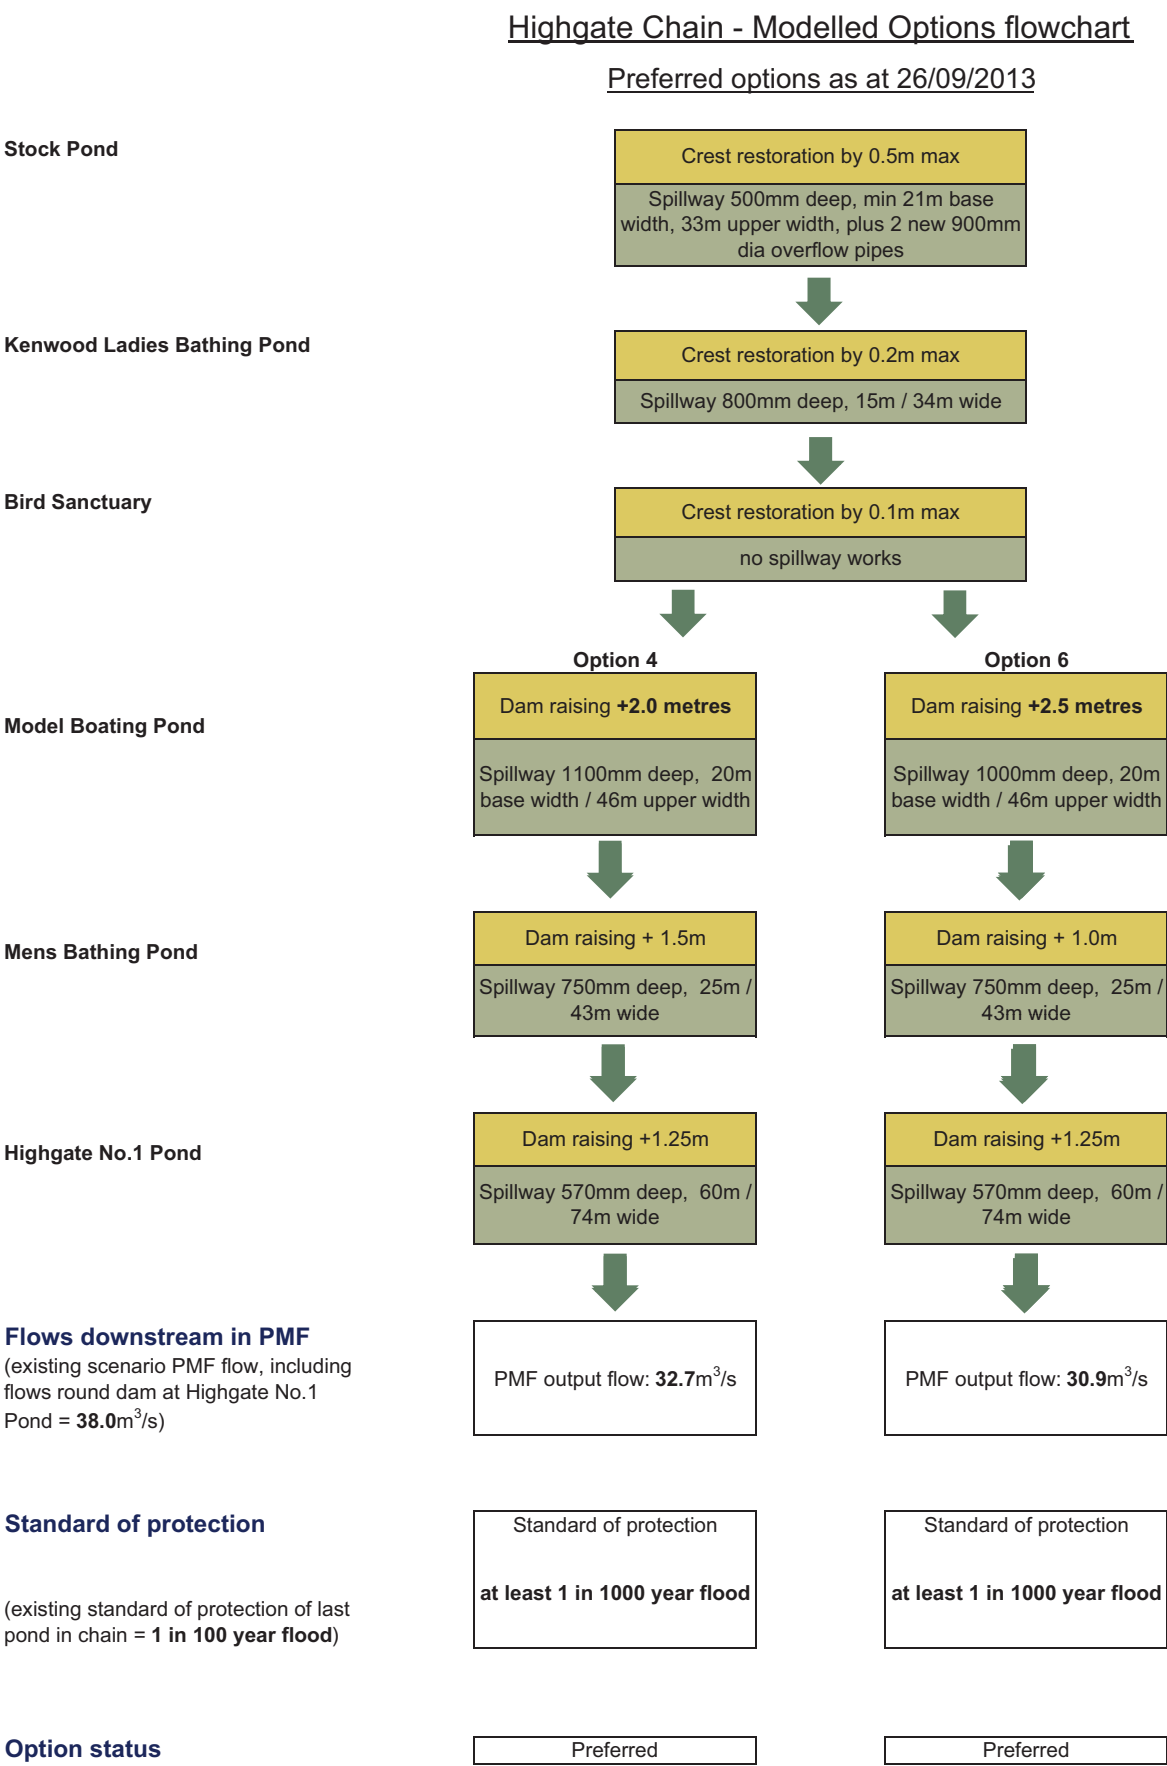 Highgate Chain - Modelled Options flowchart
Preferred options as at 26/09/2013
Stock Pond
Crest restoration by 0.5m max
Spillway 500mm deep, min 21m base
width, 33m upper width, plus 2 new 900mm
dia overflow pipes
Kenwood Ladies Bathing Pond
Crest restoration by 0.2m max
Spillway 800mm deep, 15m / 34m wide
Bird Sanctuary
Crest restoration by 0.1m max
no spillway works
Option 4
Option 6
Model Boating Pond
Dam raising +2.0 metres
Spillway 1100mm deep, 20m
base width / 46m upper width
Dam raising +2.5 metres
Spillway 1000mm deep, 20m
base width / 46m upper width
Mens Bathing Pond
Dam raising + 1.5m
Spillway 750mm deep, 25m /
43m wide
Dam raising + 1.0m
Spillway 750mm deep, 25m /
43m wide
Highgate No.1 Pond
Dam raising +1.25m
Spillway 570mm deep, 60m /
74m wide
Dam raising +1.25m
Spillway 570mm deep, 60m /
74m wide
Flows downstream in PMF
(existing scenario PMF flow, including
flows round dam at Highgate No.1
Pond = 38.0m³/s)
PMF output flow: 32.7m³/s
PMF output flow: 30.9m³/s
Standard of protection
(existing standard of protection of last
pond in chain = 1 in 100 year flood)
Standard of protection
at least 1 in 1000 year flood
Standard of protection
at least 1 in 1000 year flood
Option status
Preferred
Preferred